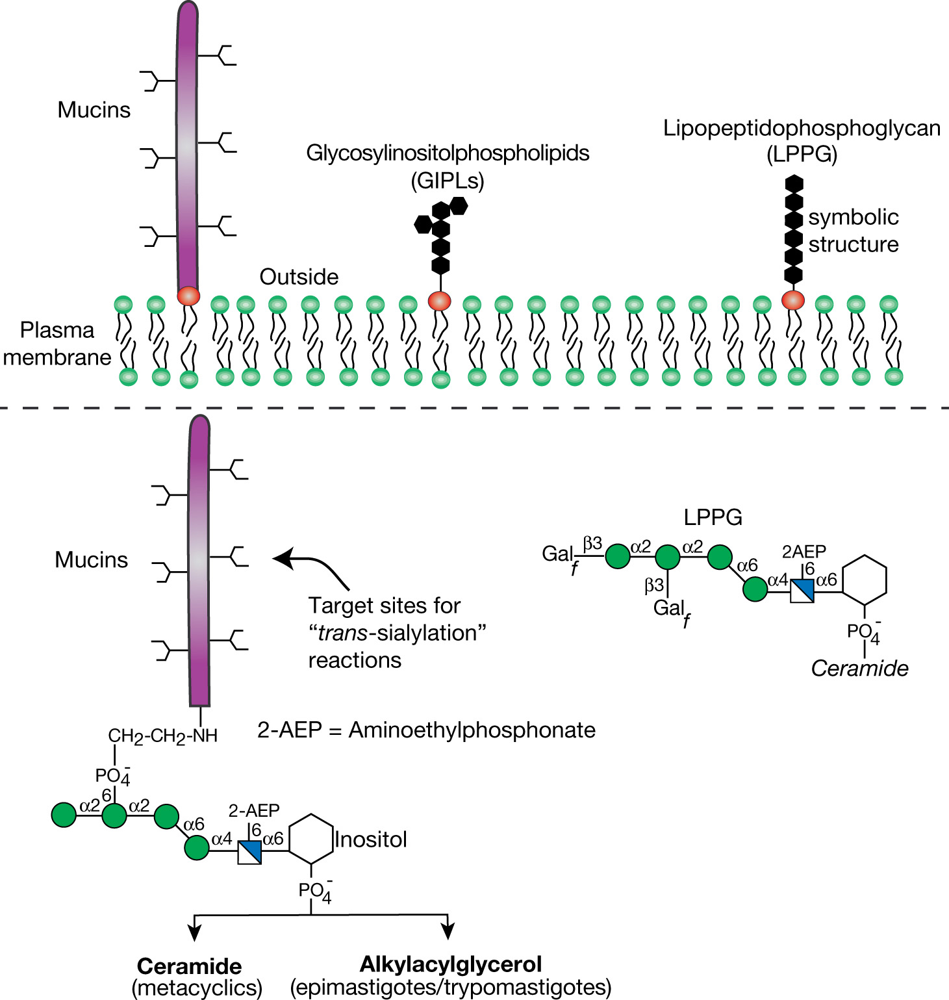 Mucins
Glycosylinositolphospholipids
(GIPLs)
Lipopeptidophosphoglycan
(LPPG)
symbolic
structure
Outside
Plasma
membrane
Mucins
Target sites for
“trans-sialylation”
reactions
LPPG
Galf β3 α2 α2 α6 α4 2AEP 6 α6
β3
Galf
PO4-
Ceramide
CH2-CH2-NH
2-AEP = Aminoethylphosphonate
PO4-
6
α2 α2 α6 α4 2-AEP 6 α6 Inositol
PO4-
Ceramide
(metacyclics)
Alkylacylglycerol
(epimastigotes/trypomastigotes)